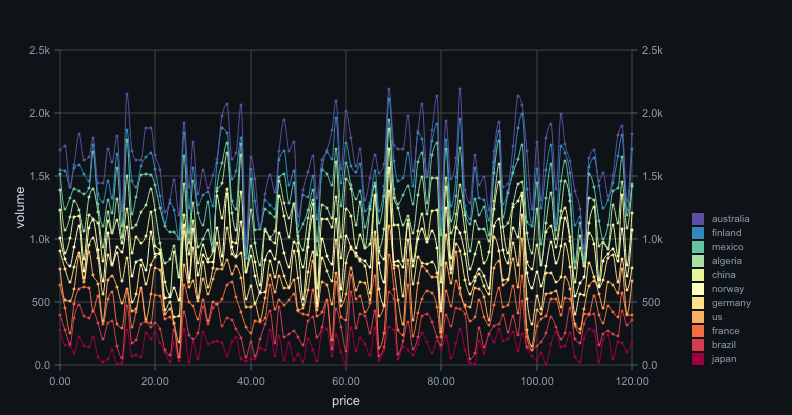 2.5k 2.5k
2.0k 2.0k
1.5k 1.5k
1.0k 1.0k
500 500
0.0 0.0
volume
0.00 20.00 40.00 60.00 80.00 100.00 120.00
price
australia
finland
mexico
algeria
china
norway
germany
us
france
brazil
japan